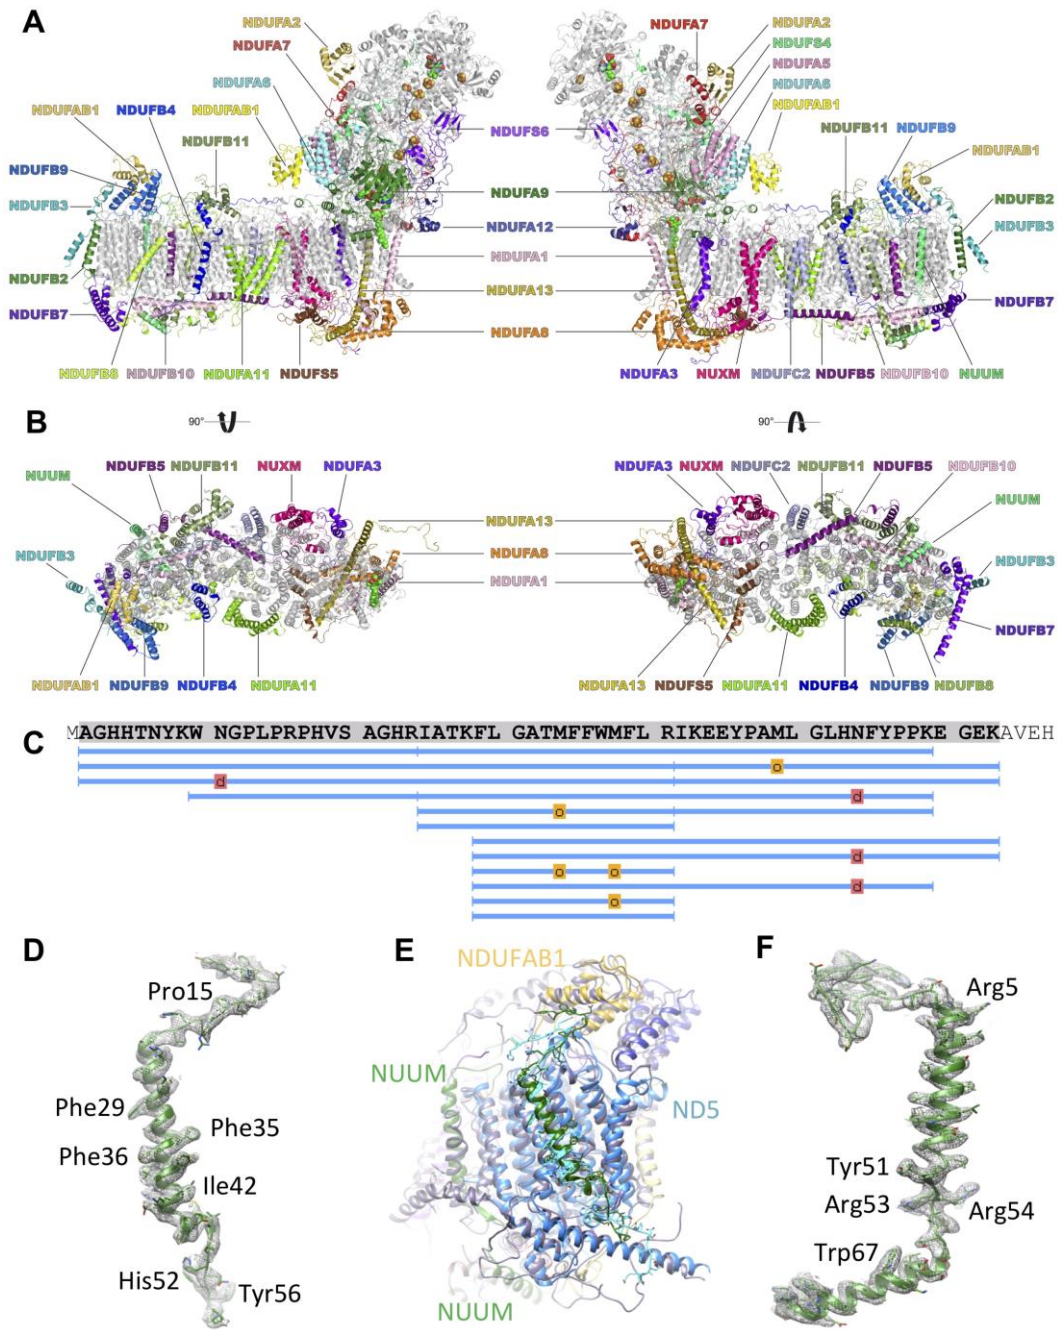 A
NDUFA2
NDUFA7
NDUFA6
NDUFAB1
NDUFB4
NDUFAB1
NDUFB11
NDUFB9
NDUFB3
NDUFB2
NDUFB7
NDUFB8
NDUFB10
NDUFA11
NDUFS5
NDUFS6
NDUFA9
NDUFA12
NDUFA1
NDUFA13
NDUFA8
NDUFA7
NDUFA2
NDUFS4
NDUFA5
NDUFA6
NDUFAB1
NDUFB11
NDUFB9
NDUFAB1
NDUFB2
NDUFB3
NDUFB7
NDUFA3
NUXM
NDUFC2
NDUFB5
NDUFB10
NUUM
B
90°
90°
NUUM
NDUFB5
NDUFB11
NUXM
NDUFA3
NDUFB3
NDUFAB1
NDUFB9
NDUFB4
NDUFA11
NDUFA13
NDUFA8
NDUFA1
NDUFA3
NUXM
NDUFC2
NDUFB11
NDUFB5
NDUFB10
NUUM
NDUFB3
NDUFB7
NDUFA13
NDUFS5
NDUFA11
NDUFB4
NDUFB9
NDUFB8
C
MAGHHTNYKW NGPLPRPHVS AGHRIATKFL GATMFFWMFL RIKEEYPAML GLHNFYPPKE GEKAVEH
o
d
d
o
d
o o
d
o
D
Pro15
Phe29
Phe35
Phe36
Ile42
His52
Tyr56
E
NDUFAB1
NUUM
ND5
NUUM
F
Arg5
Tyr51
Arg53
Arg54
Trp67